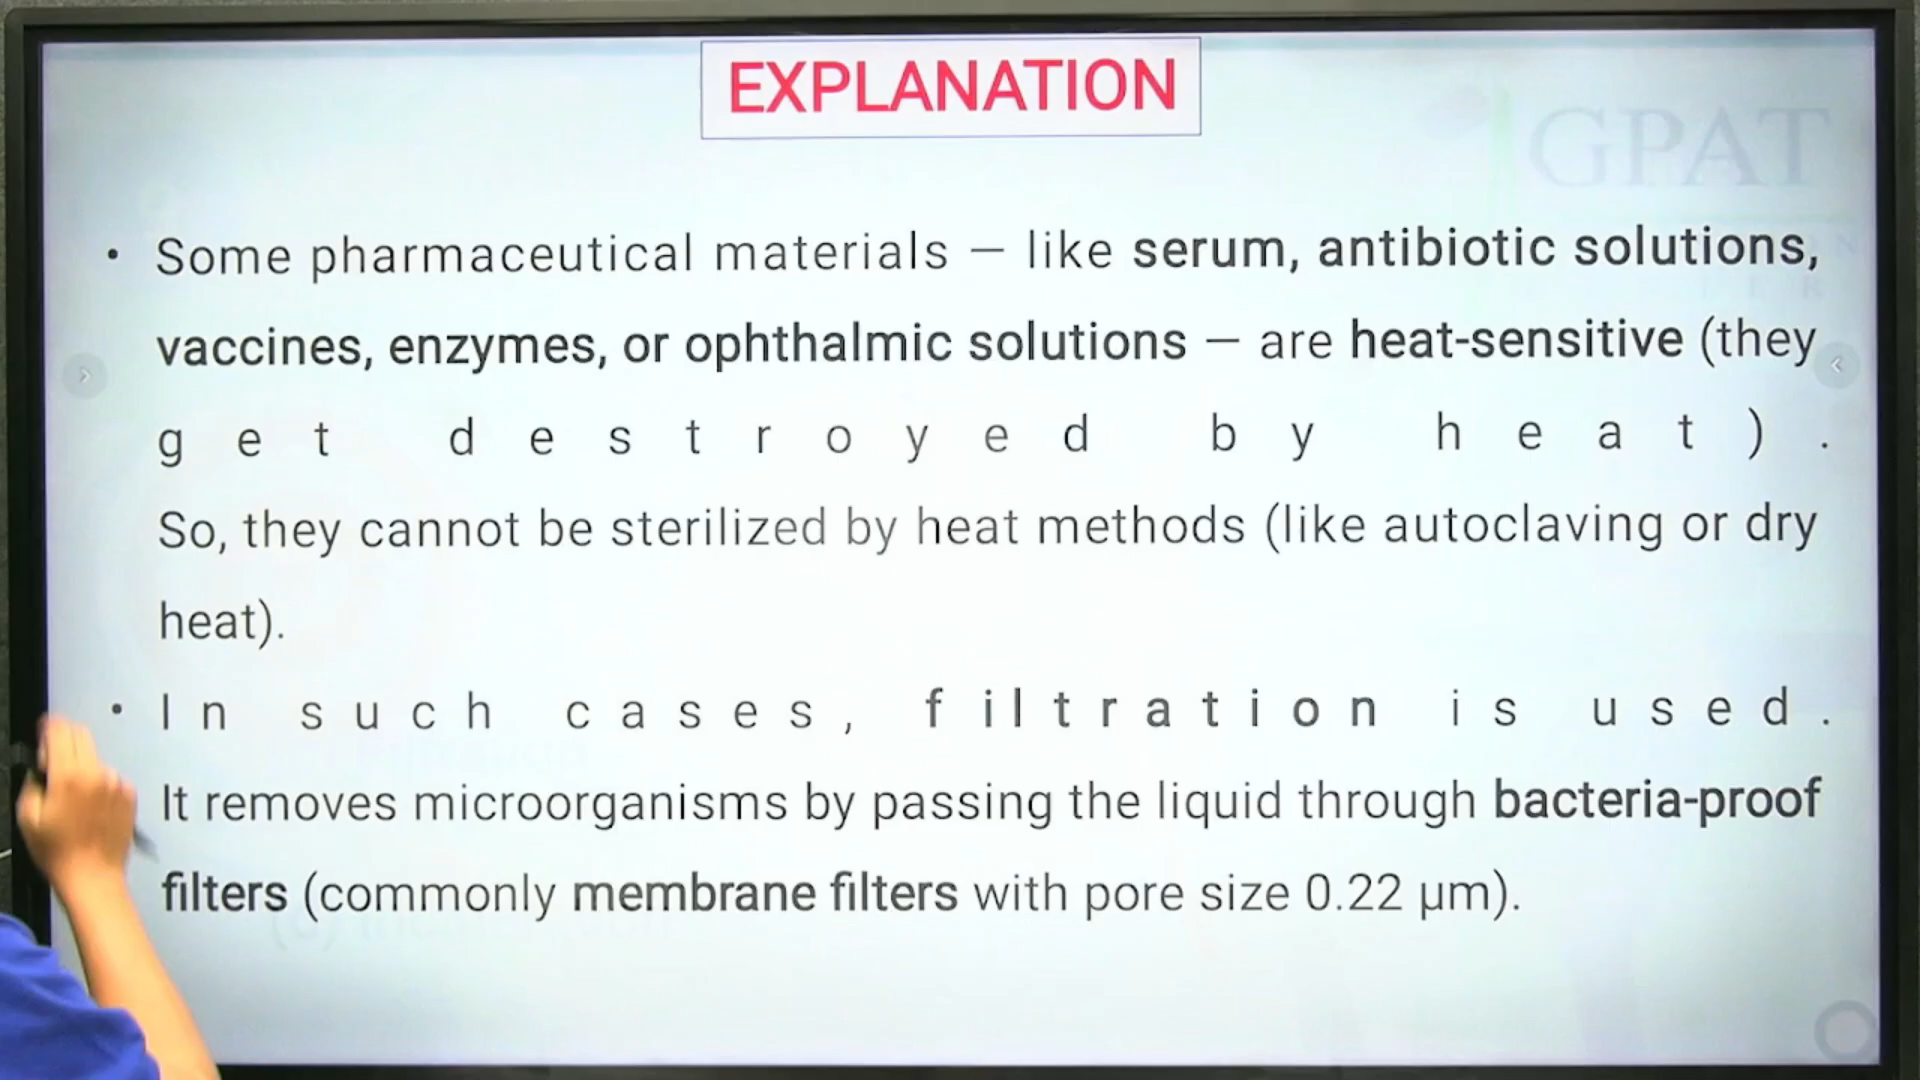 EXPLANATION
GPAT
• Some pharmaceutical materials – like serum, antibiotic solutions,
vaccines, enzymes, or ophthalmic solutions – are heat-sensitive (they
get destroyed by heat).
So, they cannot be sterilized by heat methods (like autoclaving or dry
heat).
• In such cases, filtration is used.
It removes microorganisms by passing the liquid through bacteria-proof
filters (commonly membrane filters with pore size 0.22 µm).